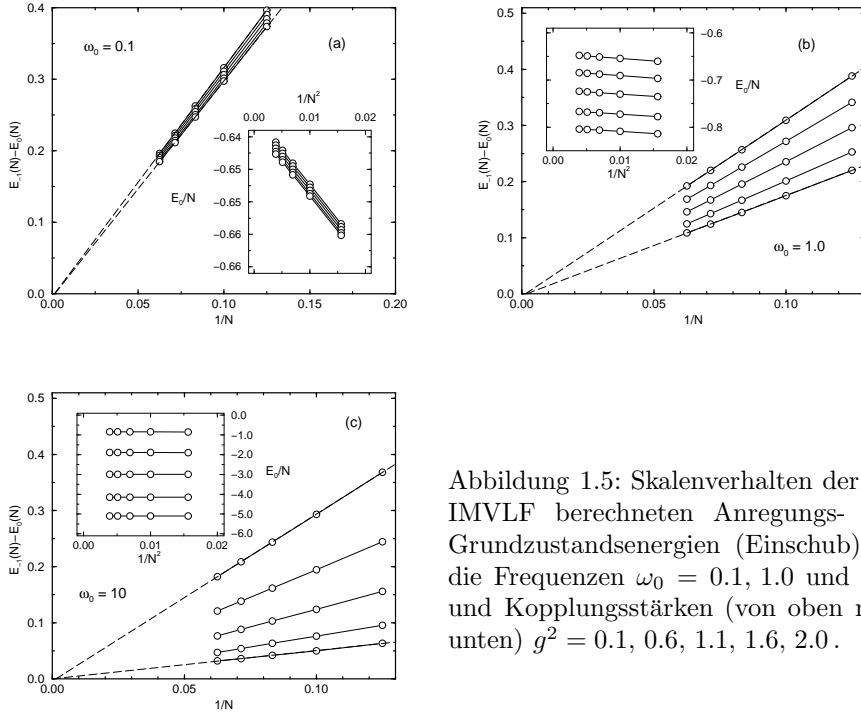 0.4
0.3
0.2
0.1
0.0
E₋₁(N)−E₀(N)
ω₀ = 0.1
(a)
1/N²
0.00 0.01 0.02
−0.64
−0.65
−0.65
−0.66
−0.66
E₀/N
0.00 0.05 0.10 0.15 0.20
1/N
0.5
0.4
0.3
0.2
0.1
0.0
E₋₁(N)−E₀(N)
(b)
−0.6
−0.7
−0.8
E₀/N
0.00 0.01 0.02
1/N²
ω₀ = 1.0
0.00 0.05 0.10
1/N
0.5
0.4
0.3
0.2
0.1
0.0
E₋₁(N)−E₀(N)
(c)
0.0
−1.0
−2.0
−3.0
−4.0
−5.0
−6.0
E₀/N
0.00 0.01 0.02
1/N²
ω₀ = 10
0.00 0.05 0.10
1/N
Abbildung 1.5: Skalenverhalten der
IMVLF berechneten Anregungs-
Grundzustandsenergien (Einschub)
die Frequenzen ω₀ = 0.1, 1.0 und
und Kopplungsstärken (von oben
unten) g² = 0.1, 0.6, 1.1, 1.6, 2.0 .